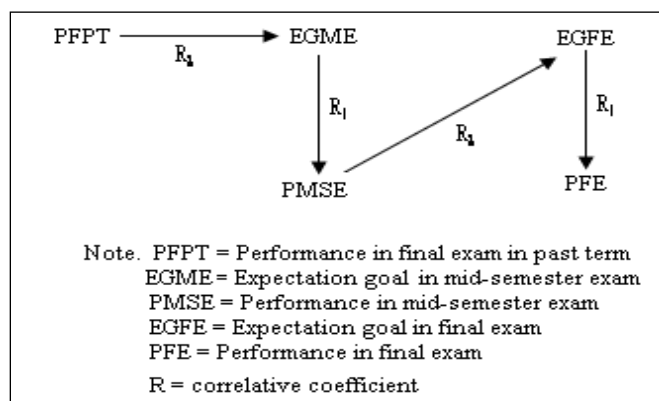 PFPT EGME EGFE
R₂
R₁ R₁
R₂
PMSE PFE
Note. PFPT = Performance in final exam in past term
EGME = Expectation goal in mid-semester exam
PMSE = Performance in mid-semester exam
EGFE = Expectation goal in final exam
PFE = Performance in final exam
R = correlative coefficient